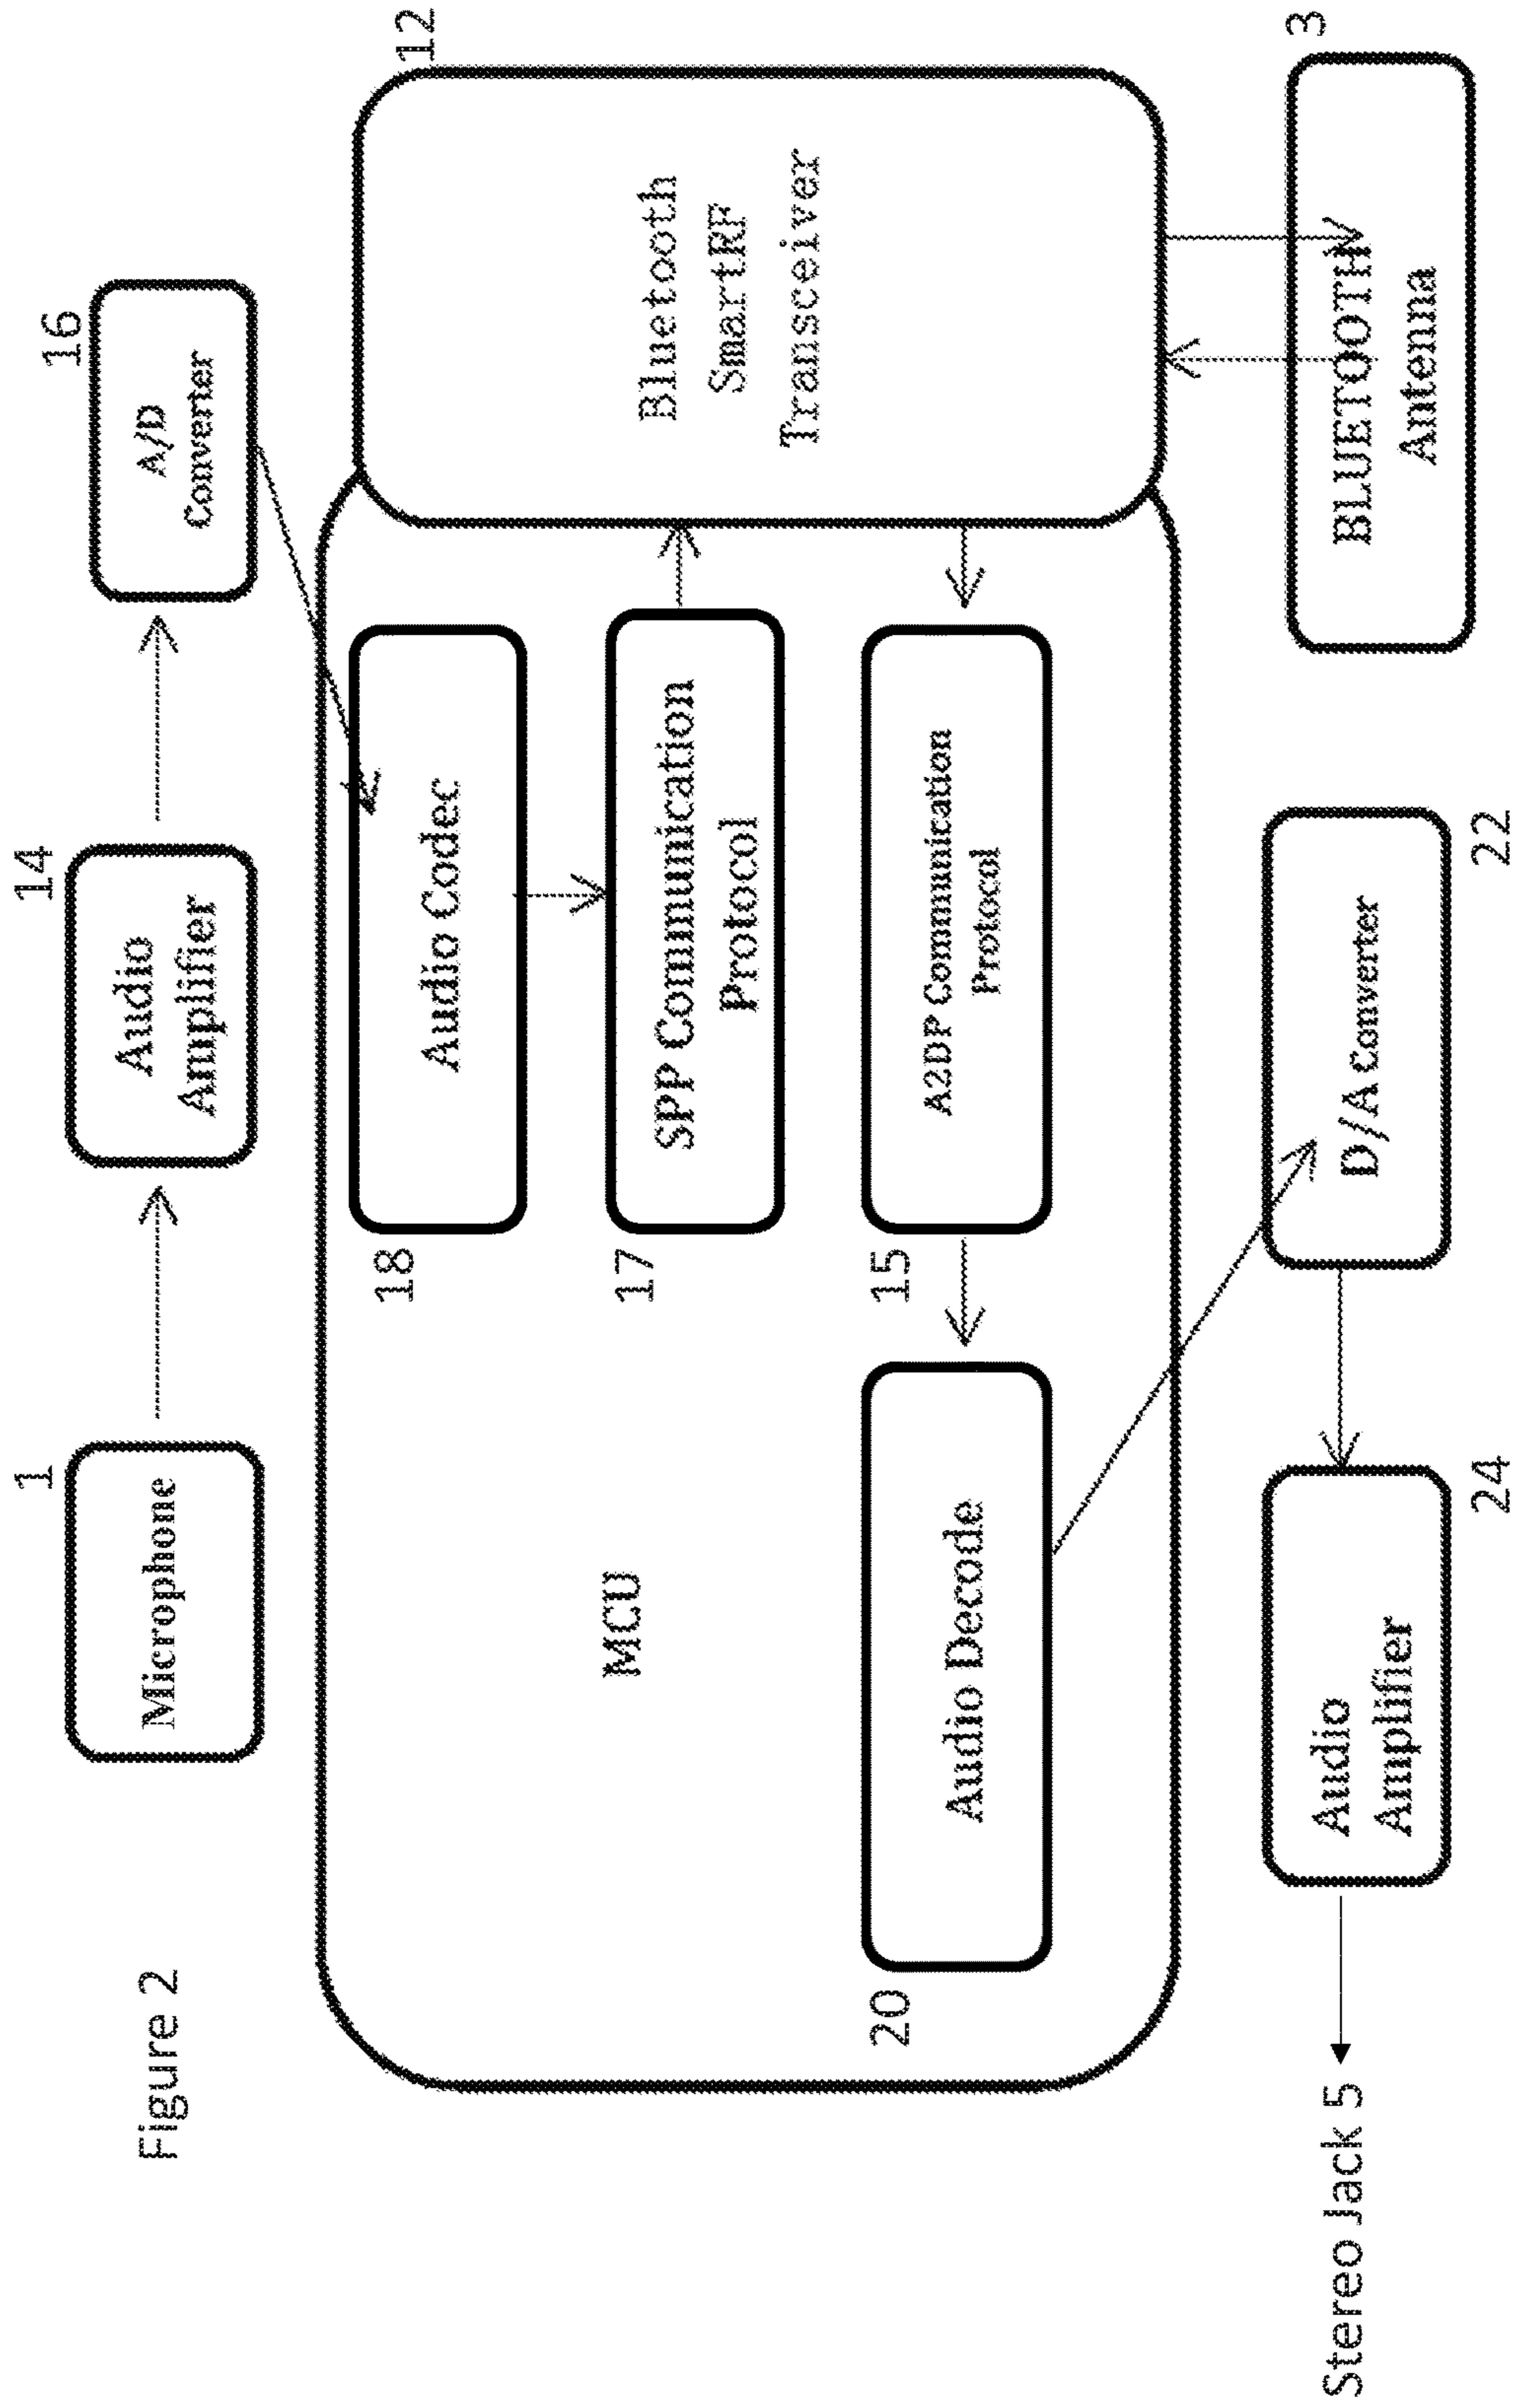 Figure 2
1
Microphone
14
Audio
Amplifier
16
A/D
Converter
12
Bluetooth
SmartRF
Transceiver
MCU
18
Audio Codec
17
SPP Communication
Protocol
15
A2DP Communication
Protocol
20
Audio Decode
3
BLUETOOTH
Antenna
D/A Converter
22
Audio
Amplifier
24
Stereo Jack 5